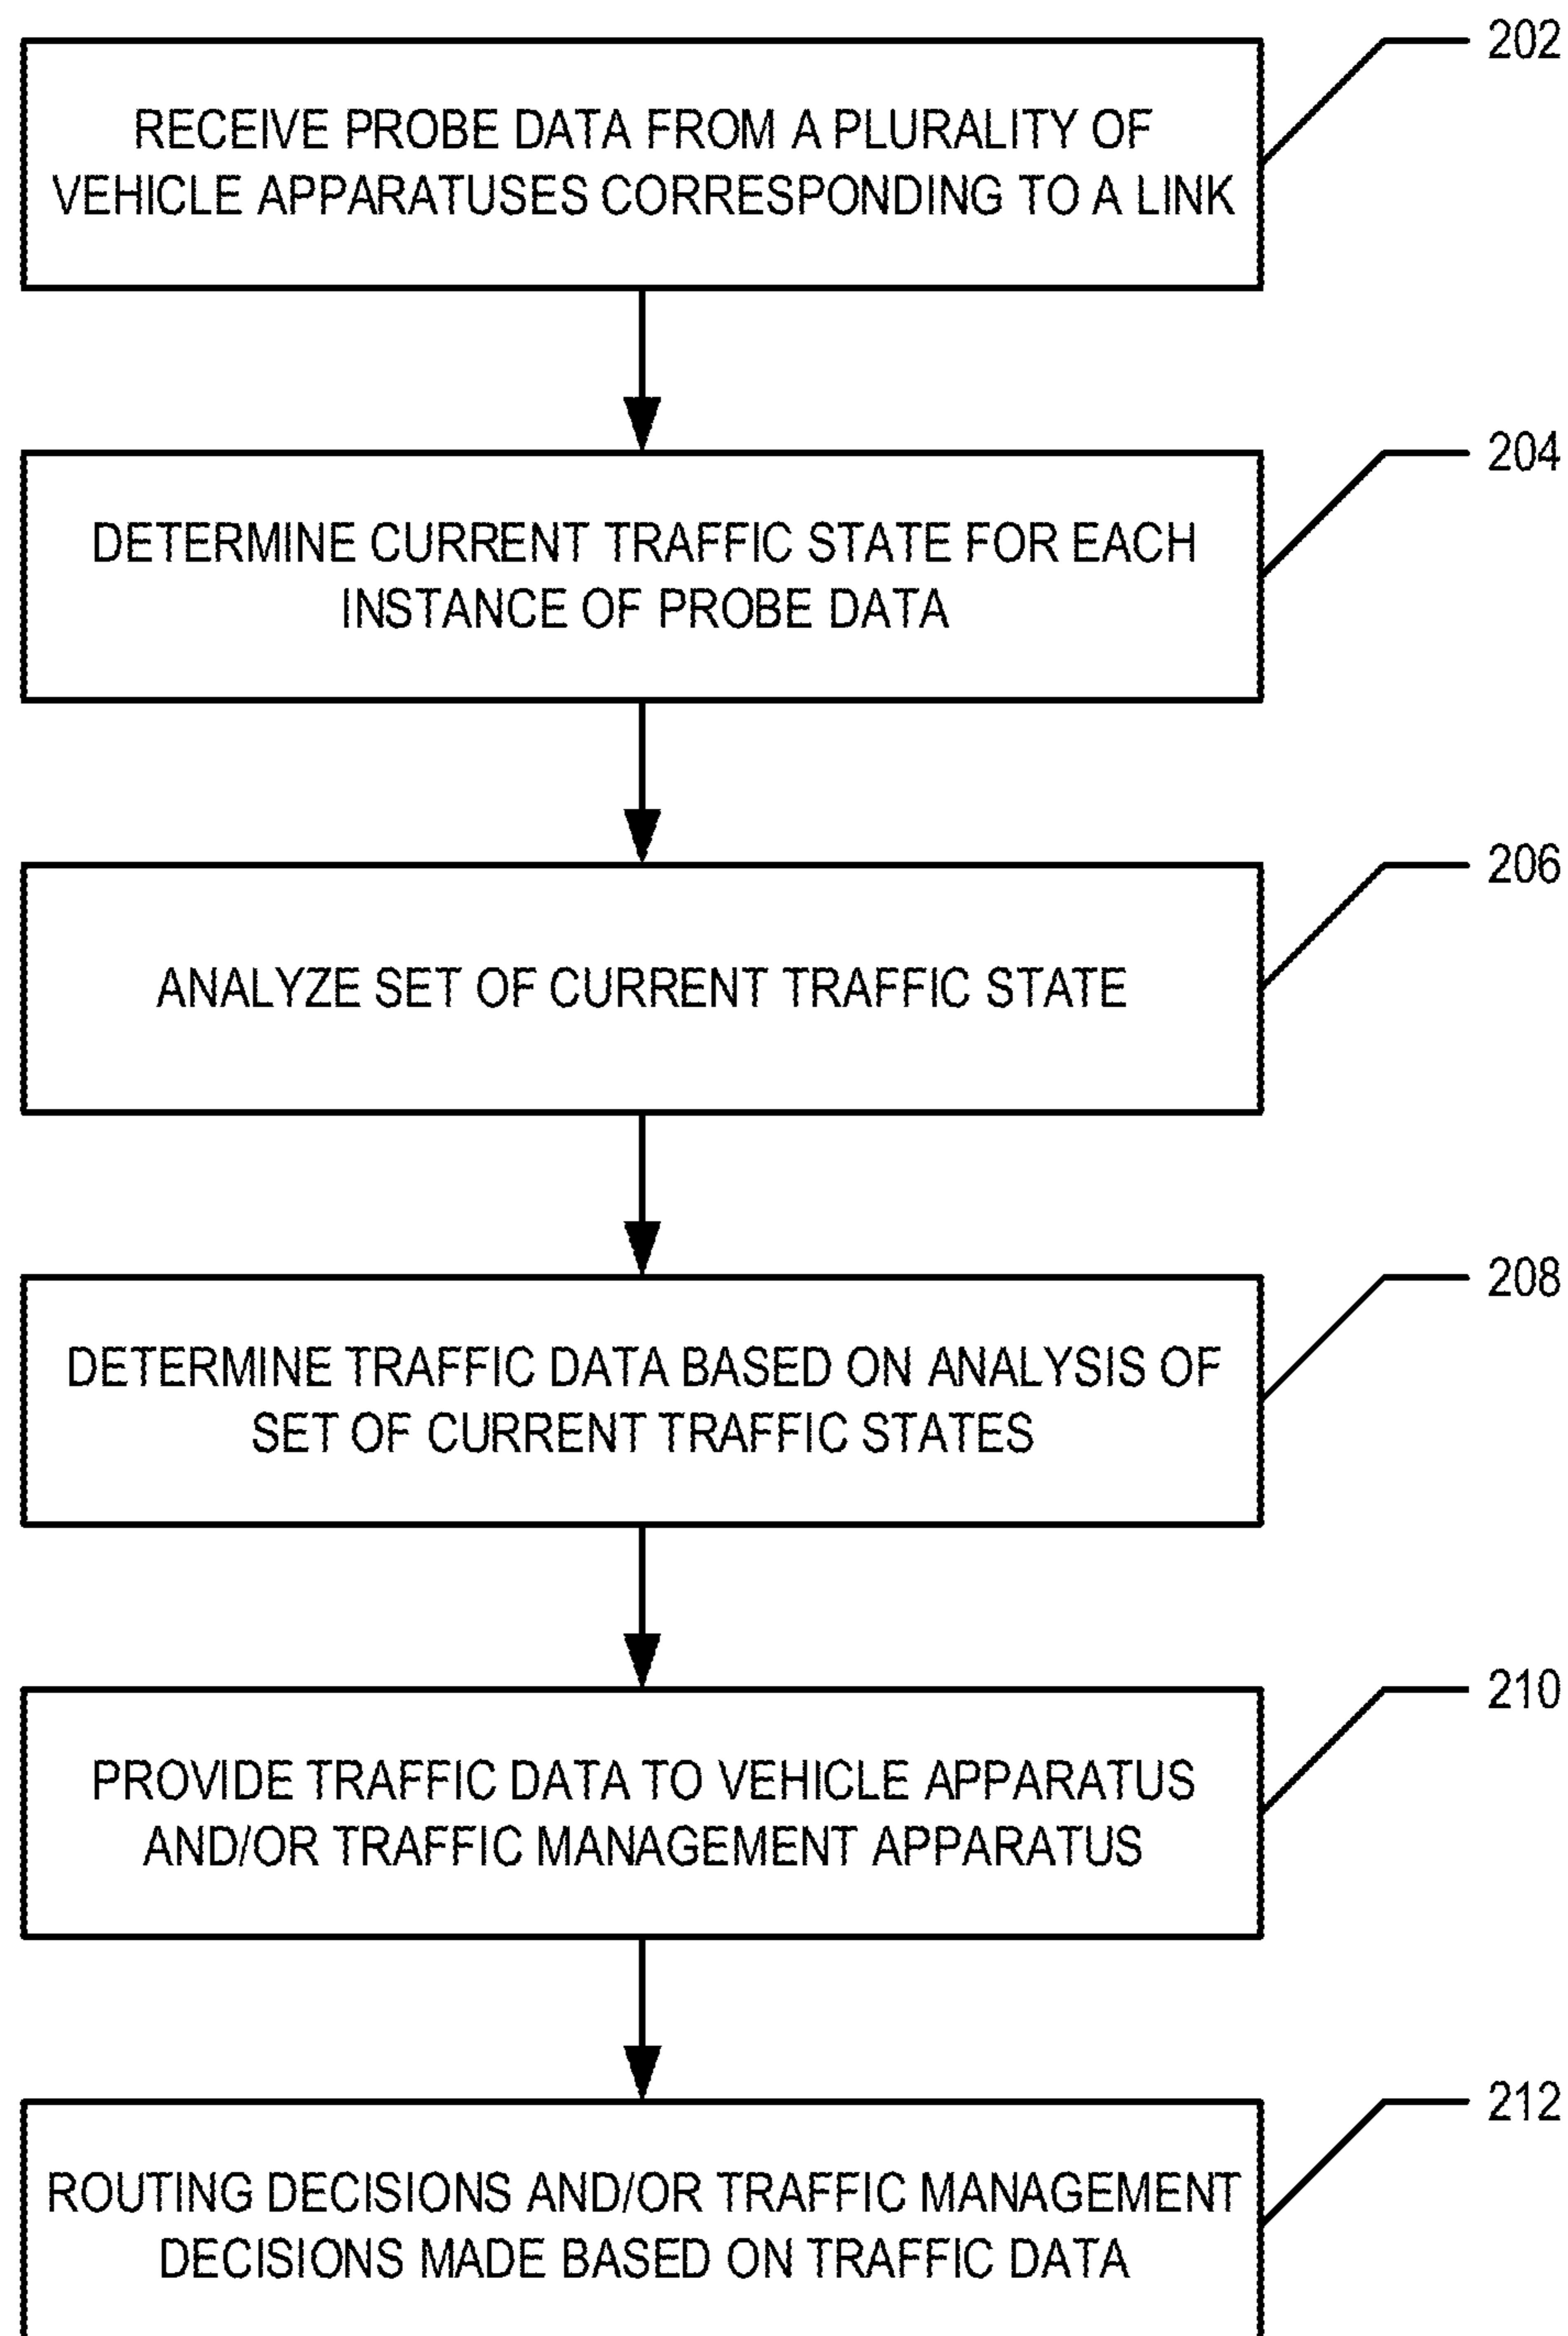 202
RECEIVE PROBE DATA FROM A PLURALITY OF
VEHICLE APPARATUSES CORRESPONDING TO A LINK
204
DETERMINE CURRENT TRAFFIC STATE FOR EACH
INSTANCE OF PROBE DATA
206
ANALYZE SET OF CURRENT TRAFFIC STATE
208
DETERMINE TRAFFIC DATA BASED ON ANALYSIS OF
SET OF CURRENT TRAFFIC STATES
210
PROVIDE TRAFFIC DATA TO VEHICLE APPARATUS
AND/OR TRAFFIC MANAGEMENT APPARATUS
212
ROUTING DECISIONS AND/OR TRAFFIC MANAGEMENT
DECISIONS MADE BASED ON TRAFFIC DATA